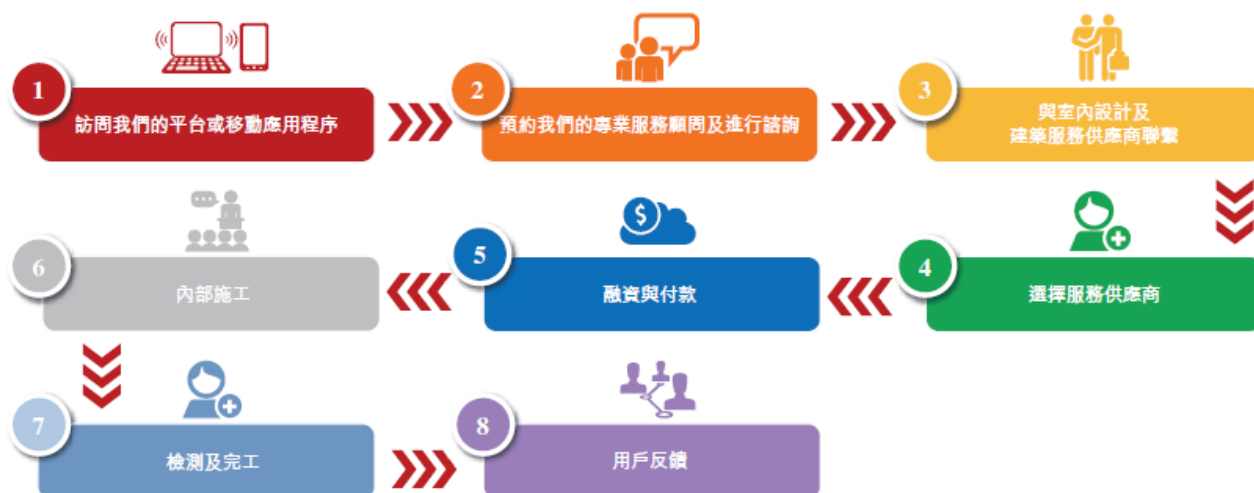 1
訪問我們的平台或移動應用程序
2
預約我們的專業服務顧問及進行諮詢
3
與室內設計及
建築服務供應商聯繫
4
選擇服務供應商
5
$
融資與付款
6
內部施工
7
檢測及完工
8
用戶反饋